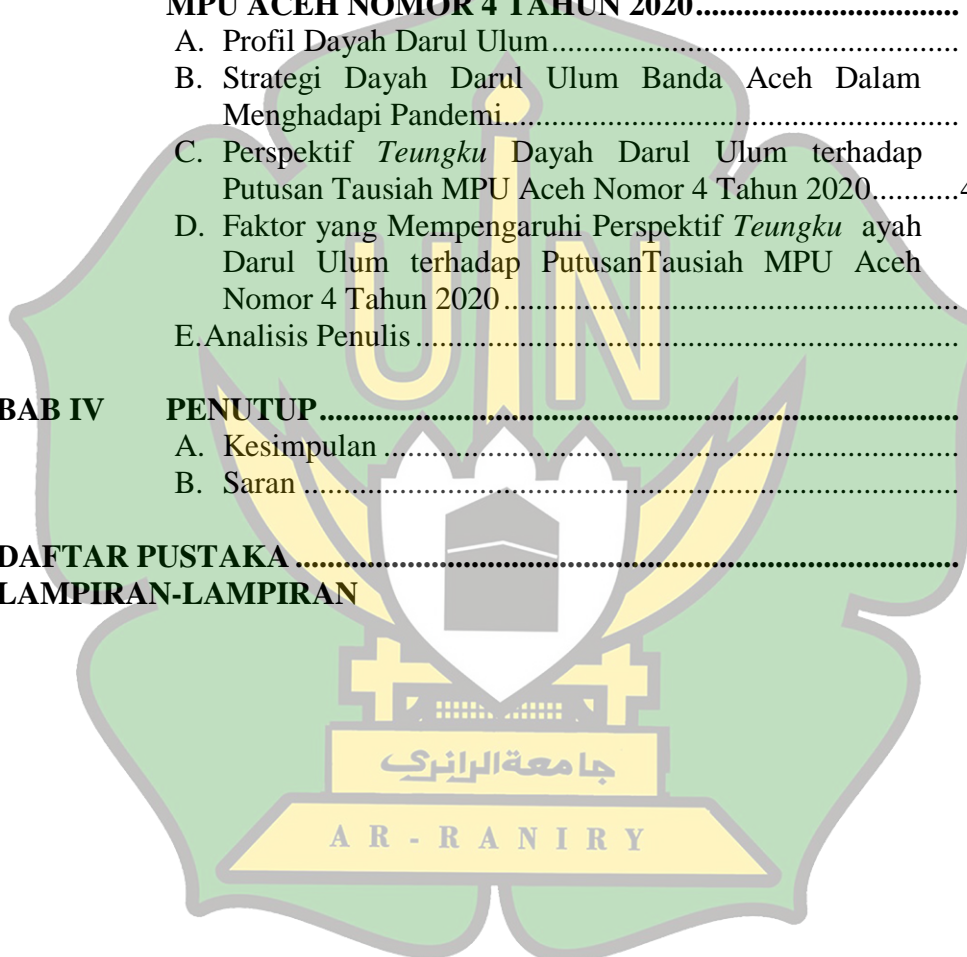 MPU ACEH NOMOR 4 TAHUN 2020.................................
A. Profil Dayah Darul Ulum...................................................
B. Strategi Dayah Darul Ulum Banda Aceh Dalam
Menghadapi Pandemi.........................................................
C. Perspektif Teungku Dayah Darul Ulum terhadap
Putusan Tausiah MPU Aceh Nomor 4 Tahun 2020...........4
D. Faktor yang Mempengaruhi Perspektif Teungku ayah
Darul Ulum terhadap PutusanTausiah MPU Aceh
Nomor 4 Tahun 2020.........................................................
E.Analisis Penulis....................................................................
BAB IV PENUTUP................................................................................
A. Kesimpulan........................................................................
B. Saran..................................................................................
DAFTAR PUSTAKA...................................................................................
LAMPIRAN-LAMPIRAN
UIN
جامعةالرانري
AR-RANIRY